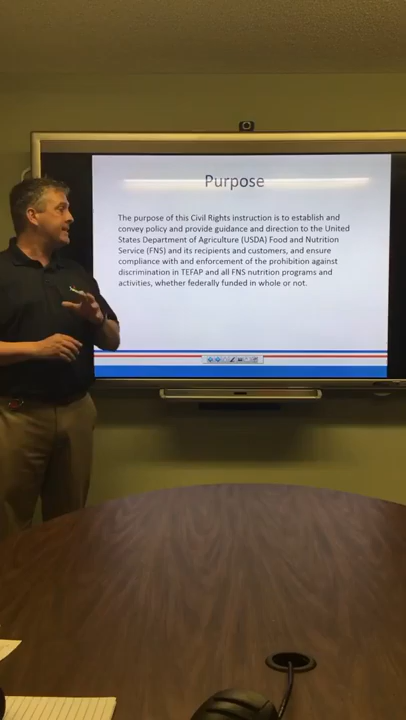 Purpose
The purpose of this Civil Rights instruction is to establish and
convey policy and provide guidance and direction to the United
States Department of Agriculture (USDA) Food and Nutrition
Service (FNS) and its recipients and customers, and ensure
compliance with and enforcement of the prohibition against
discrimination in TEFAP and all FNS nutrition programs and
activities, whether federally funded in whole or not.